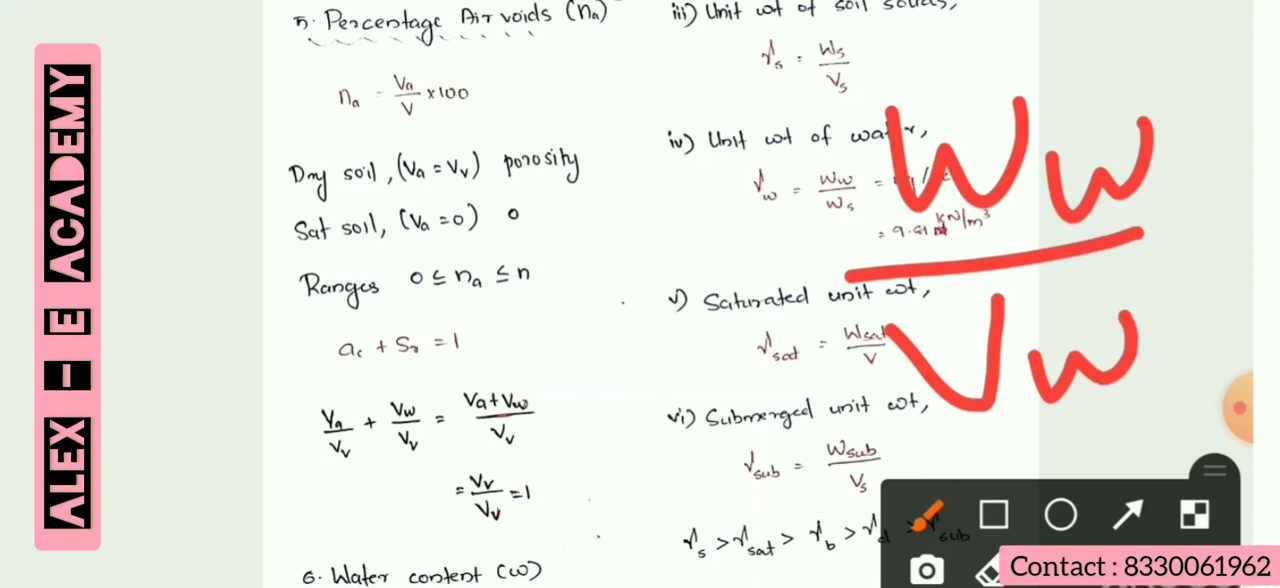 ALEX - E ACADEMY
5. Percentage Air voids (na)
na = Va/V × 100
Dry soil, (Va = Vv) porosity
Sat soil, (Va = 0) 0
Ranges 0 ≤ na ≤ n
ac + Sr = 1
Va/Vv + Vw/Vv = Va+Vw/Vv
= Vv/Vv = 1
6. Water content (w)
iii) Unit wt of soil solids,
γs = Ws/Vs
iv) Unit wt of water,
γw = Ww/Ws =
= 9.81 kN/m³
v) Saturated unit wt,
γsat = Wsat/V
vi) Submerged unit wt,
γsub = Wsub/Vs
γs > γsat > γb > γd > γsub
Ww
Vw
Contact : 8330061962